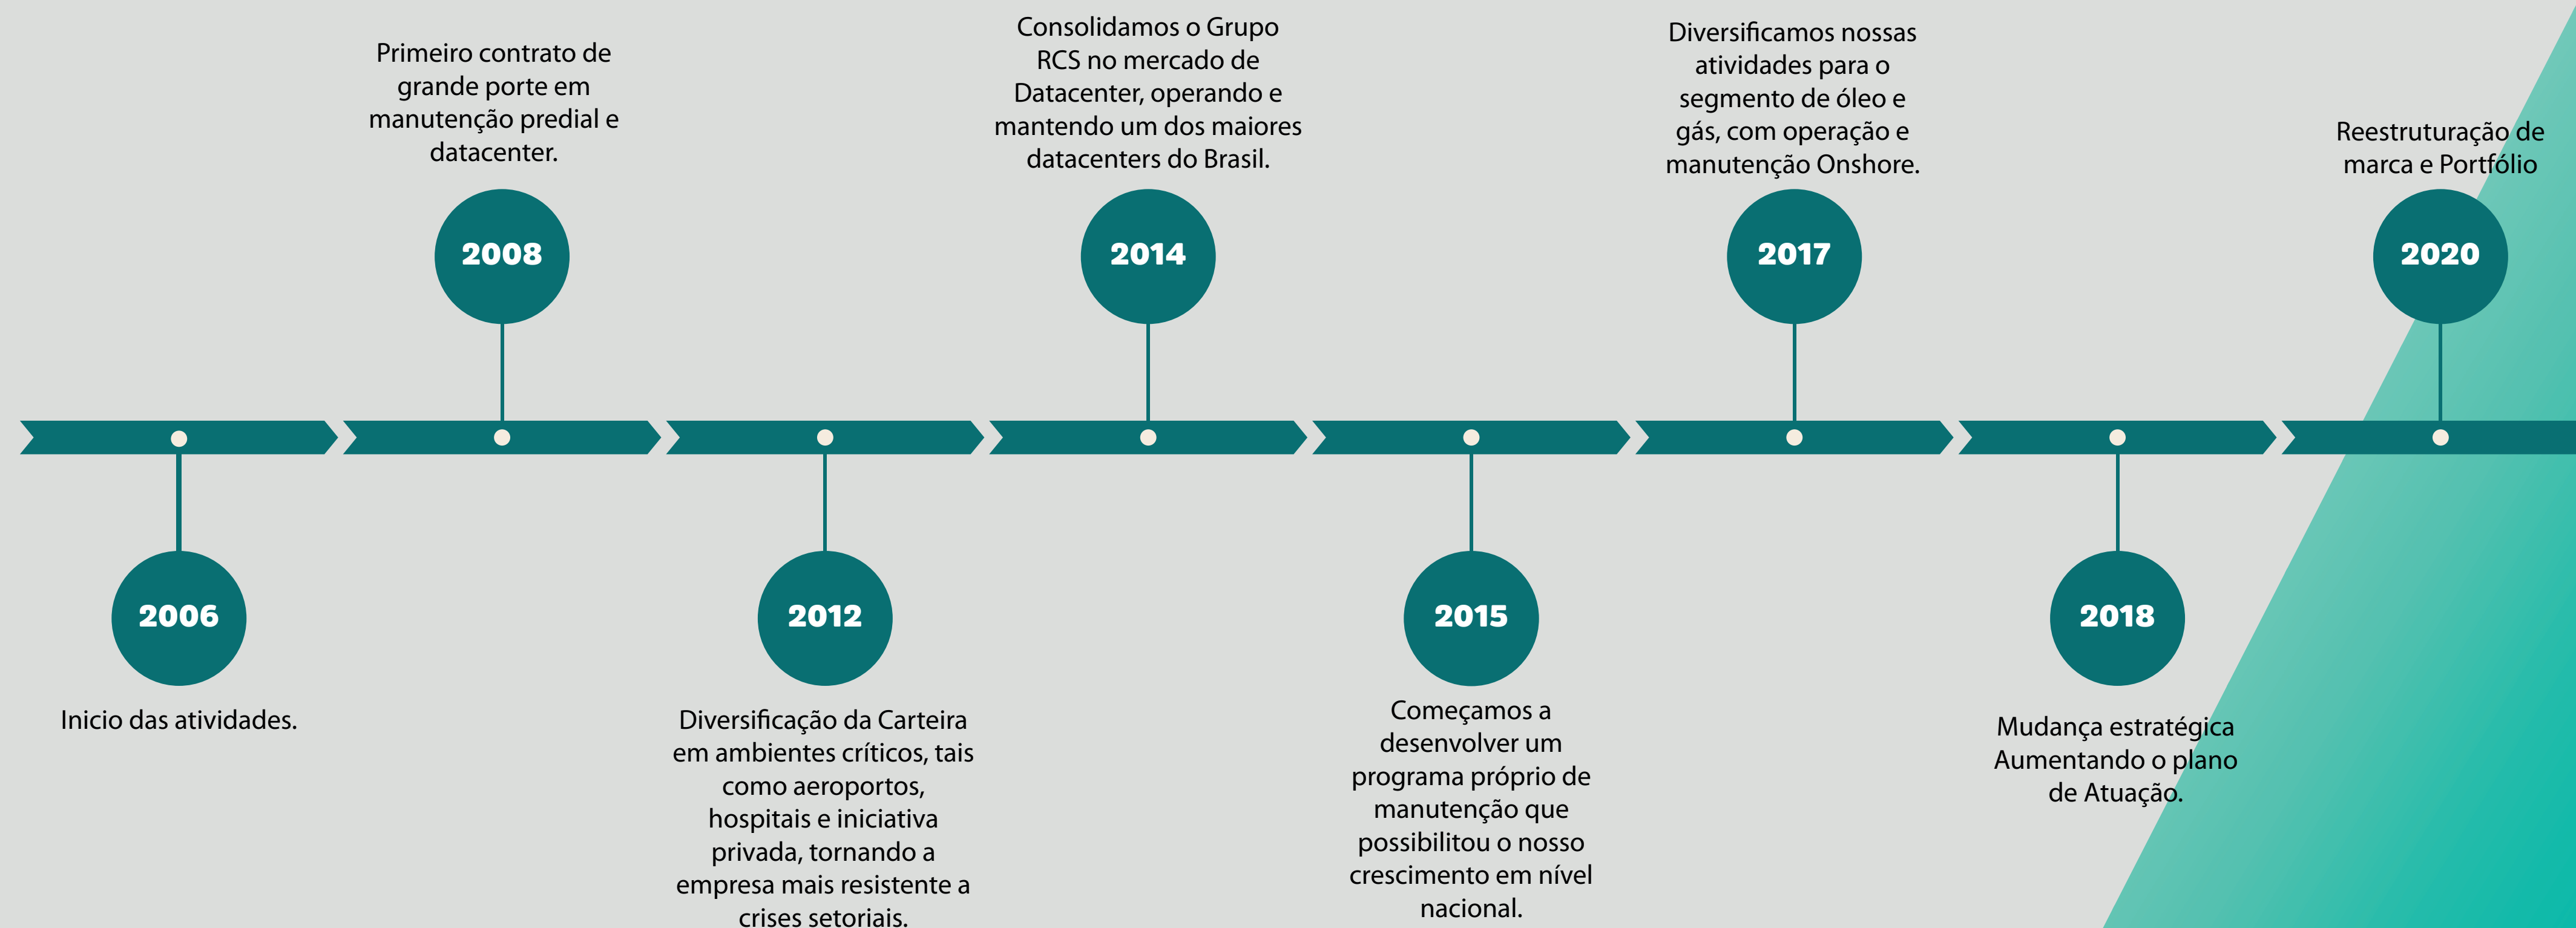 Primeiro contrato de
grande porte em
manutenção predial e
datacenter.
2008
Consolidamos o Grupo
RCS no mercado de
Datacenter, operando e
mantendo um dos maiores
datacenters do Brasil.
2014
Diversificamos nossas
atividades para o
segmento de óleo e
gás, com operação e
manutenção Onshore.
2017
Reestruturação de
marca e Portfólio
2020
2006
Inicio das atividades.
2012
Diversificação da Carteira
em ambientes críticos, tais
como aeroportos,
hospitais e iniciativa
privada, tornando a
empresa mais resistente a
crises setoriais.
2015
Começamos a
desenvolver um
programa próprio de
manutenção que
possibilitou o nosso
crescimento em nível
nacional.
2018
Mudança estratégica
Aumentando o plano
de Atuação.